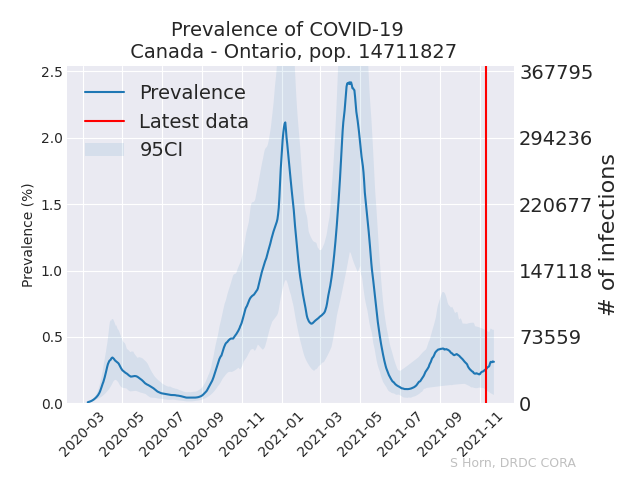 Prevalence of COVID-19
Canada - Ontario, pop. 14711827
Prevalence (%)
2.5
2.0
1.5
1.0
0.5
0.0
Prevalence
Latest data
95CI
367795
294236
220677
147118
73559
0
# of infections
2020-03
2020-05
2020-07
2020-09
2020-11
2021-01
2021-03
2021-05
2021-07
2021-09
2021-11
S Horn, DRDC CORA